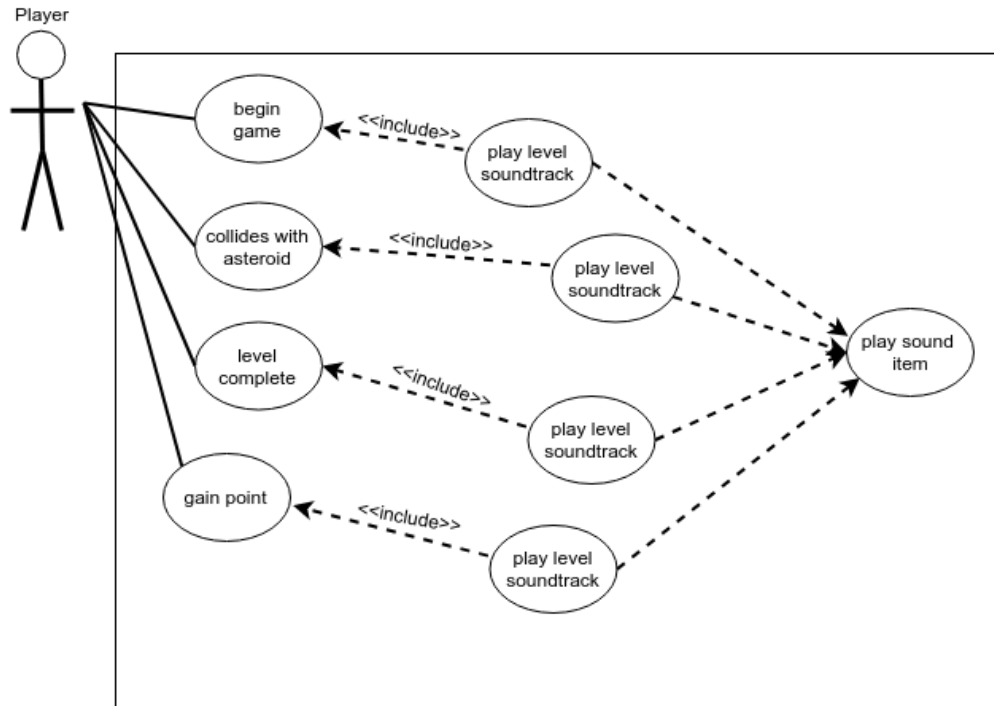 Player
begin
game
<<include>>
play level
soundtrack
collides with
asteroid
<<include>>
play level
soundtrack
play sound
item
level
complete
<<include>>
play level
soundtrack
gain point
<<include>>
play level
soundtrack